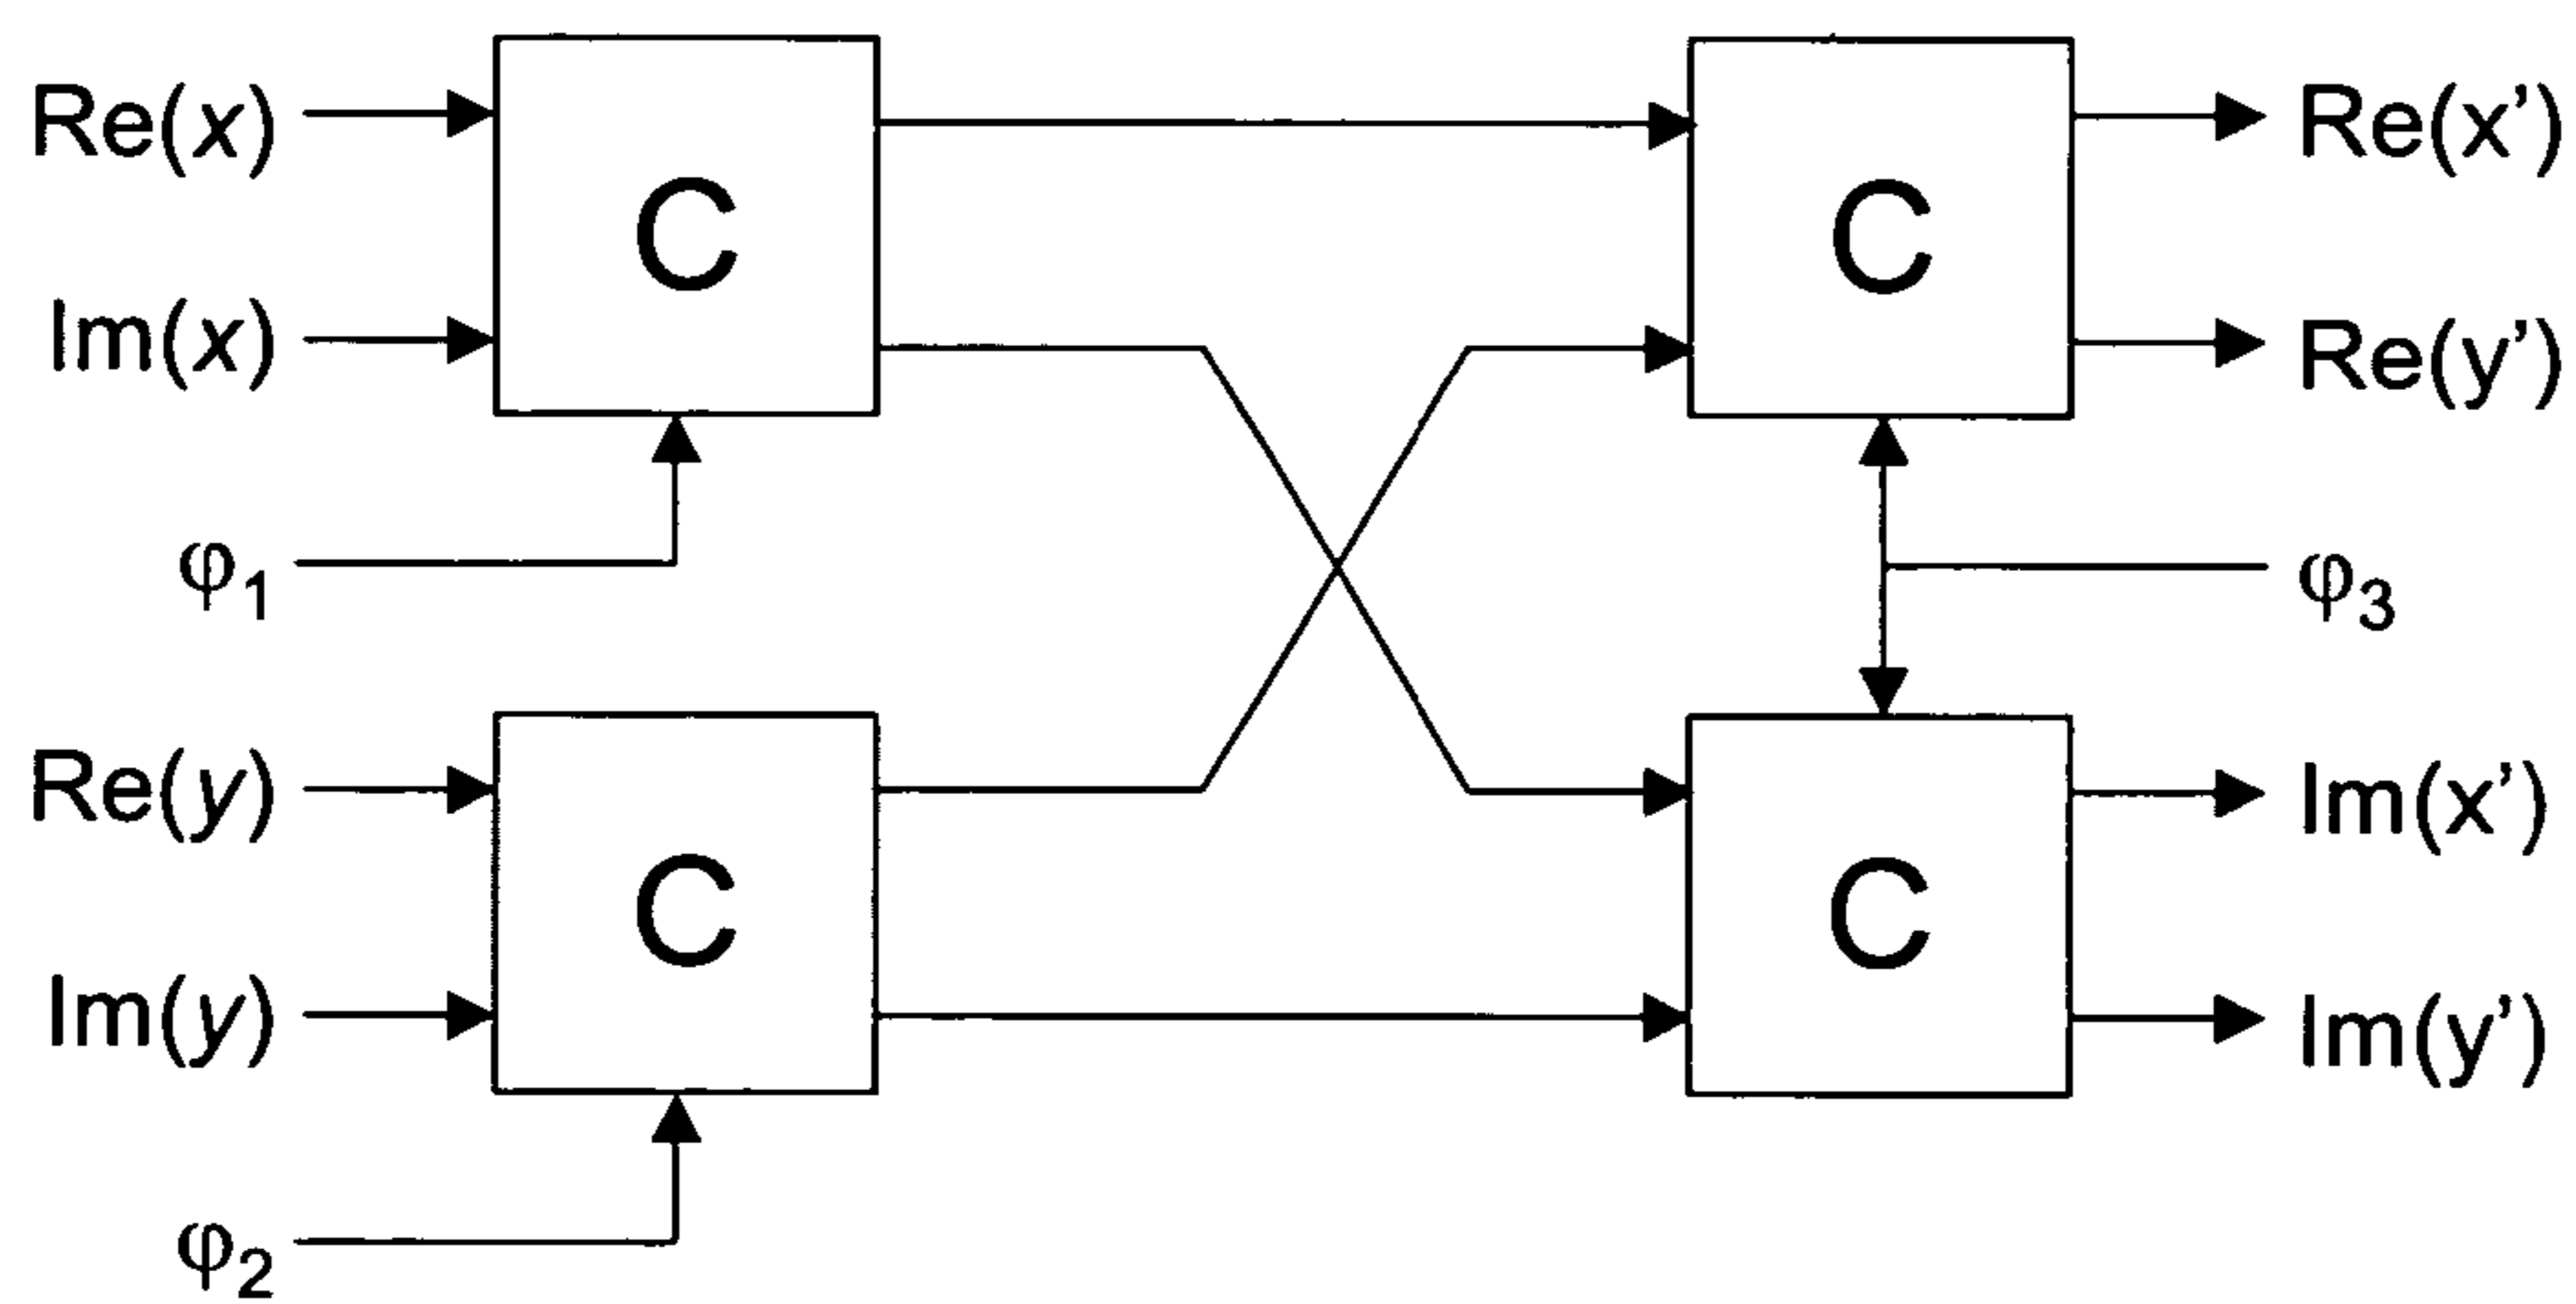 Re(x)
Im(x)
φ1
Re(y)
Im(y)
φ2
C
C
C
C
Re(x’)
Re(y’)
φ3
Im(x’)
Im(y’)